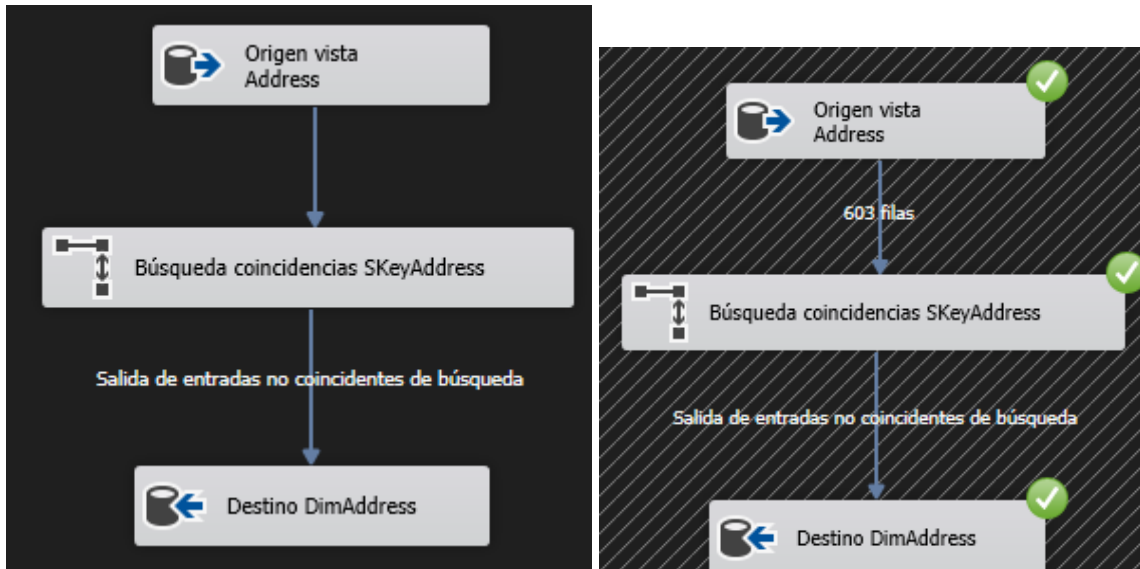 Origen vista
Address
Búsqueda coincidencias SKeyAddress
Salida de entradas no coincidentes de búsqueda
Destino DimAddress
Origen vista
Address
603 filas
Búsqueda coincidencias SKeyAddress
Salida de entradas no coincidentes de búsqueda
Destino DimAddress